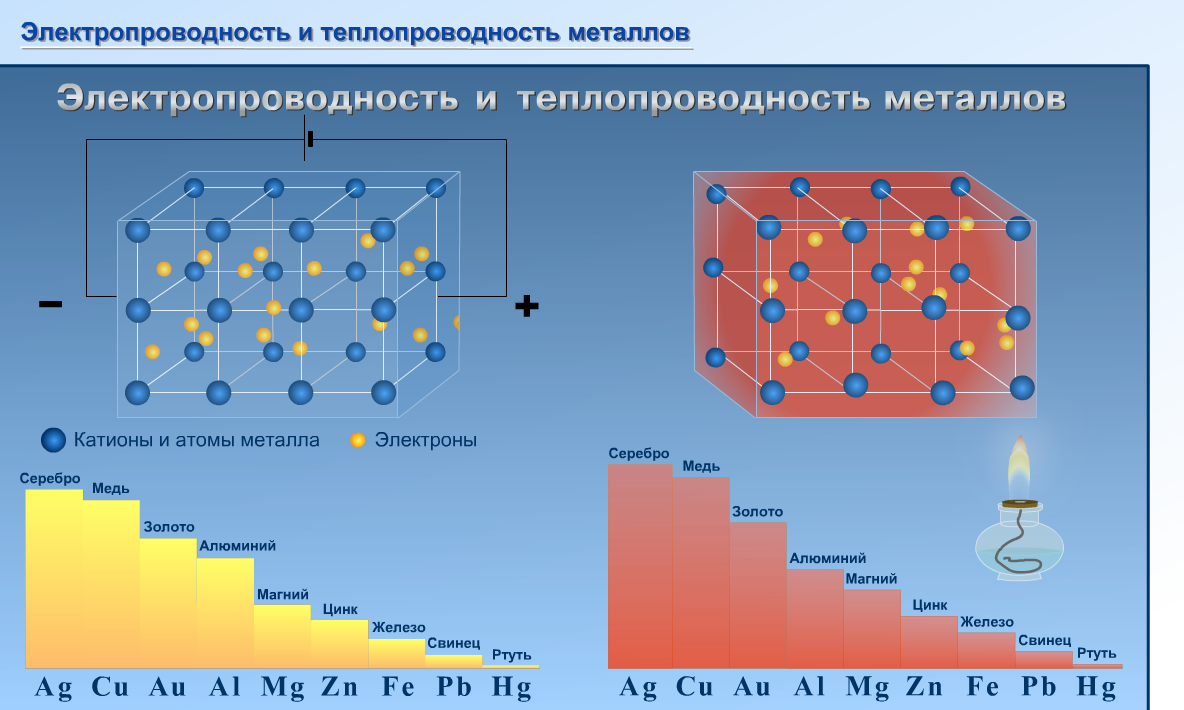 Электропроводность и теплопроводность металлов
Электропроводность и теплопроводность металлов
− +
Катионы и атомы металла Электроны
Серебро
Медь
Золото
Алюминий
Магний
Цинк
Железо
Свинец
Ртуть
Ag Cu Au Al Mg Zn Fe Pb Hg
Серебро
Медь
Золото
Алюминий
Магний
Цинк
Железо
Свинец
Ртуть
Ag Cu Au Al Mg Zn Fe Pb Hg